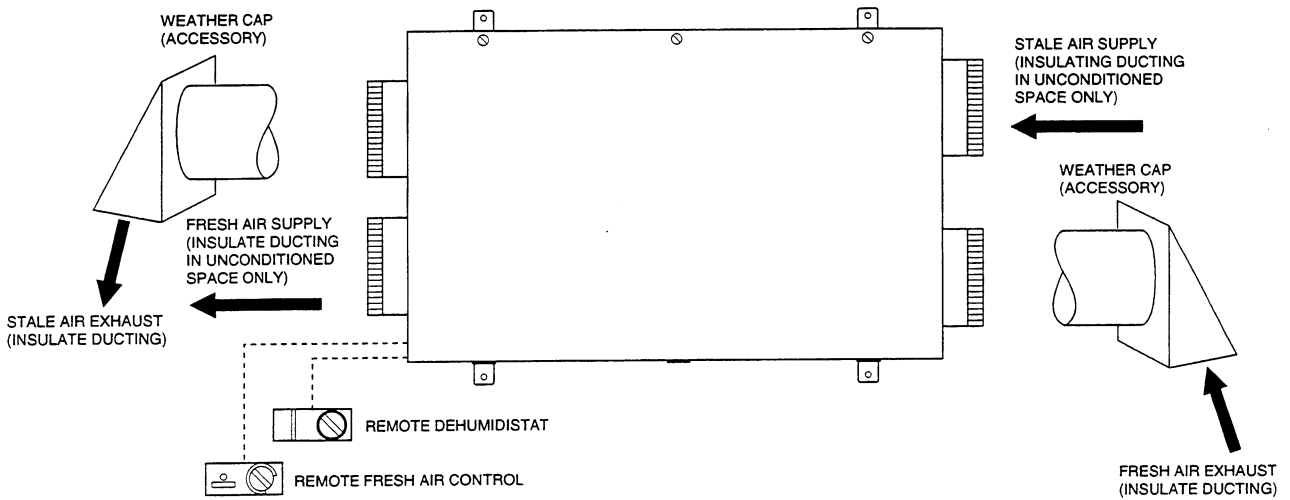 WEATHER CAP
(ACCESSORY)
STALE AIR SUPPLY
(INSULATING DUCTING
IN UNCONDITIONED
SPACE ONLY)
WEATHER CAP
(ACCESSORY)
FRESH AIR SUPPLY
(INSULATE DUCTING
IN UNCONDITIONED
SPACE ONLY)
STALE AIR EXHAUST
(INSULATE DUCTING)
REMOTE DEHUMIDISTAT
REMOTE FRESH AIR CONTROL
FRESH AIR EXHAUST
(INSULATE DUCTING)